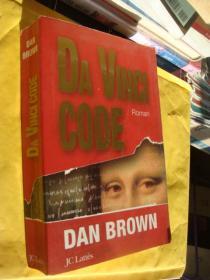 DAN BROWN
DA VINCI CODE
DA VINCI
CODE
Roman
DAN BROWN
JC Lattès